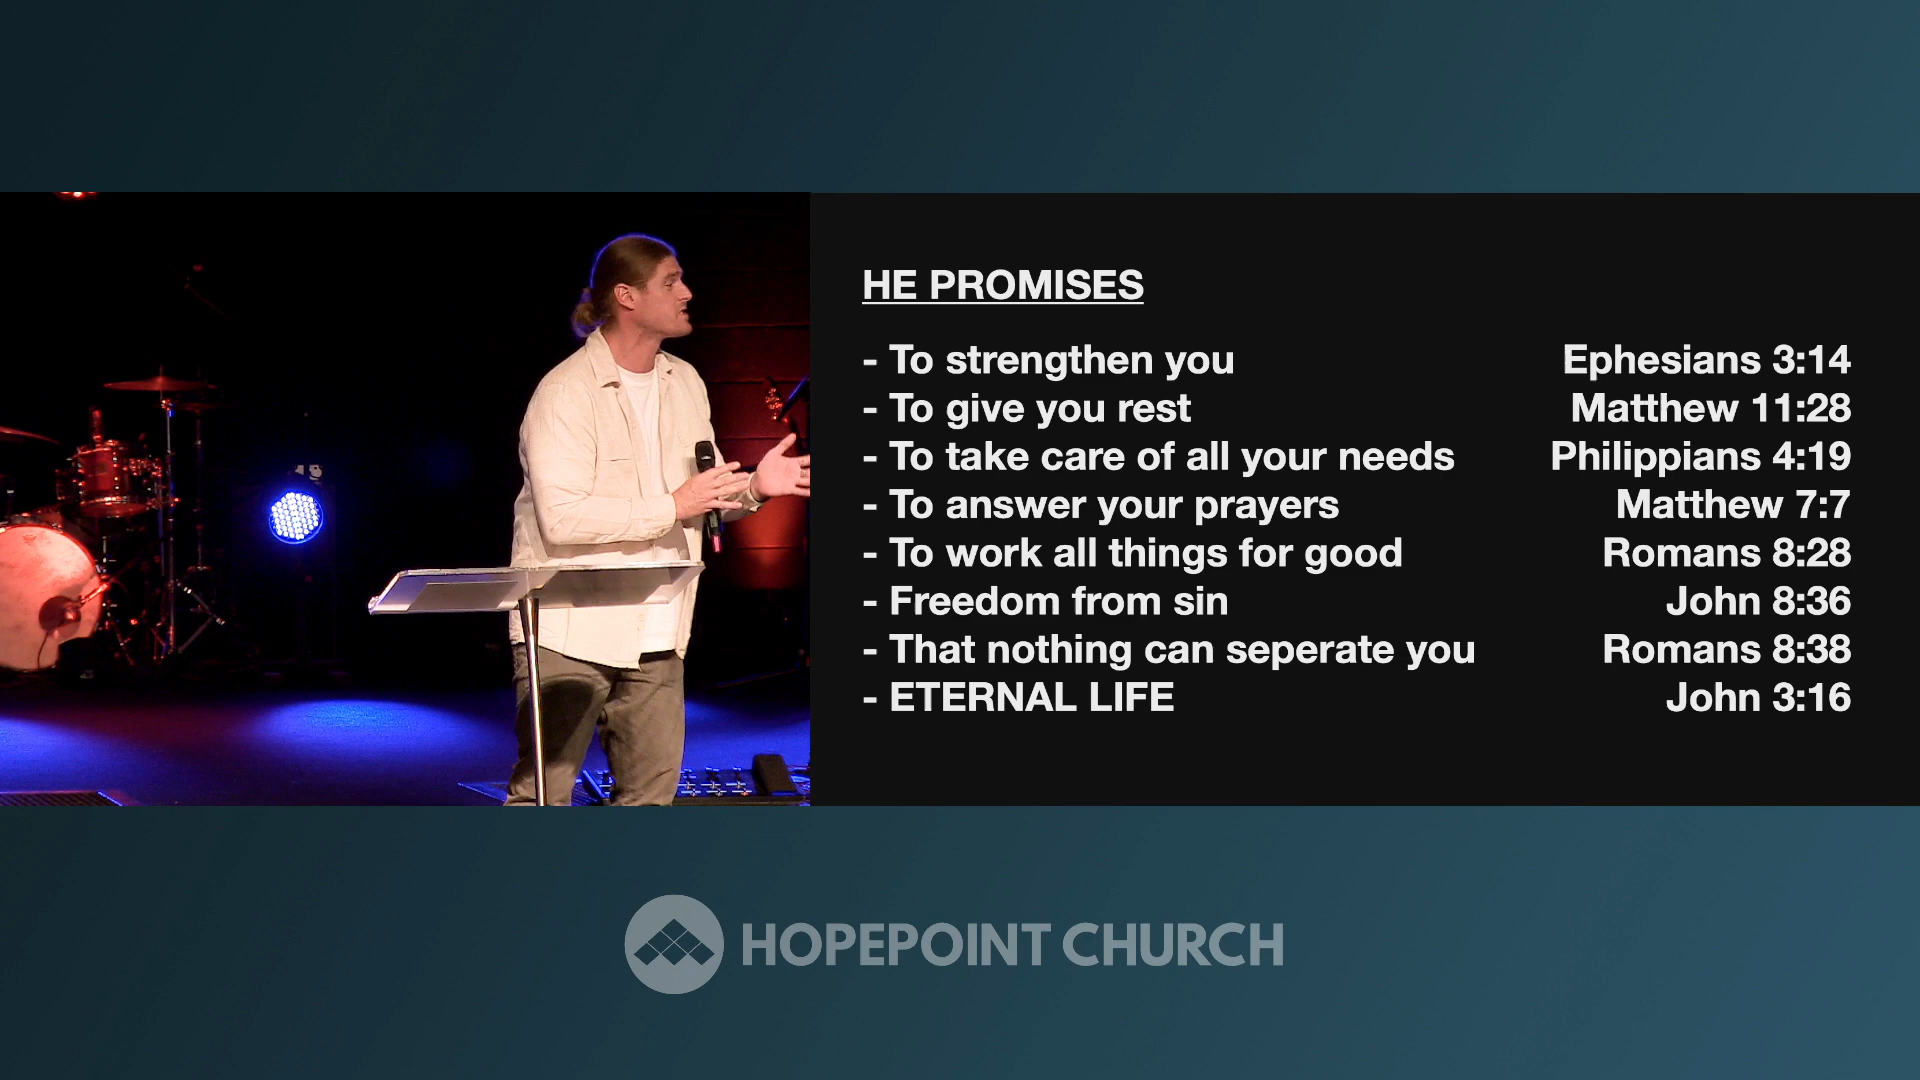 HE PROMISES
- To strengthen you Ephesians 3:14
- To give you rest Matthew 11:28
- To take care of all your needs Philippians 4:19
- To answer your prayers Matthew 7:7
- To work all things for good Romans 8:28
- Freedom from sin John 8:36
- That nothing can seperate you Romans 8:38
- ETERNAL LIFE John 3:16
HOPEPOINT CHURCH